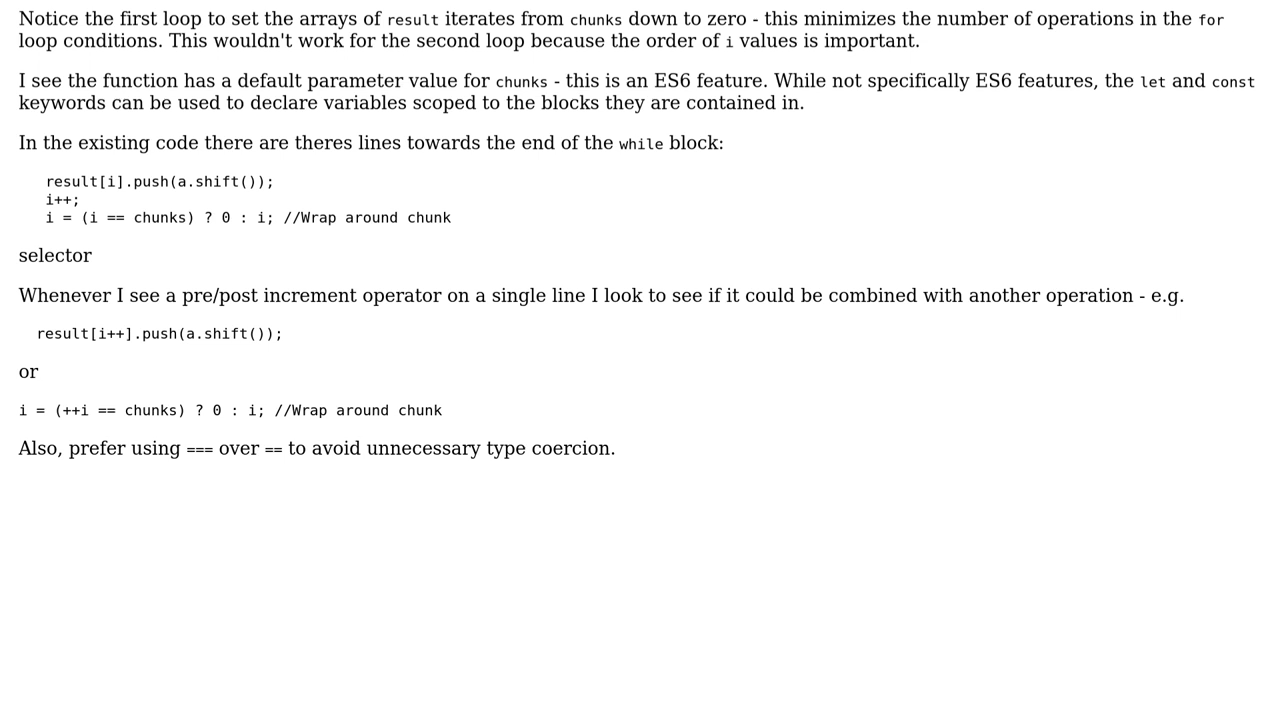 Notice the first loop to set the arrays of result iterates from chunks down to zero - this minimizes the number of operations in the for
loop conditions. This wouldn't work for the second loop because the order of i values is important.
I see the function has a default parameter value for chunks - this is an ES6 feature. While not specifically ES6 features, the let and const
keywords can be used to declare variables scoped to the blocks they are contained in.
In the existing code there are theres lines towards the end of the while block:
result[i].push(a.shift());
i++;
i = (i == chunks) ? 0 : i; //Wrap around chunk
selector
Whenever I see a pre/post increment operator on a single line I look to see if it could be combined with another operation - e.g.
result[i++].push(a.shift());
or
i = (++i == chunks) ? 0 : i; //Wrap around chunk
Also, prefer using === over == to avoid unnecessary type coercion.